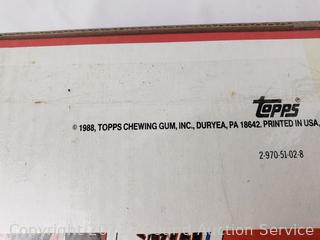 Topps
© 1988, TOPPS CHEWING GUM, INC., DURYEA, PA 18642. PRINTED IN USA.
2-970-51-02-8